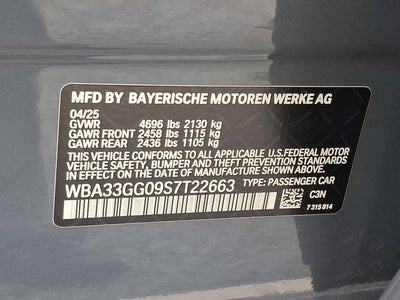 MFD BY BAYERISCHE MOTOREN WERKE AG
04/25
GVWR 4696 lbs 2130 kg
GAWR FRONT 2458 lbs 1115 kg
GAWR REAR 2436 lbs 1105 kg
THIS VEHICLE CONFORMS TO ALL APPLICABLE U.S.FEDERAL MOTOR
VEHICLE SAFETY, BUMPER AND THEFT PREVENTION STANDARDS IN
EFFECT ON THE DATE OF MANUFACTURE SHOWN ABOVE.
WBA33GG09S7T22663 TYPE: PASSENGER CAR
C3N
7 315 814